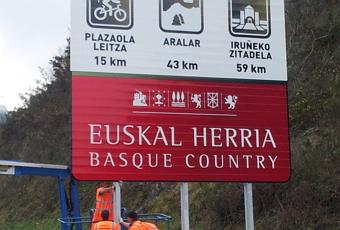 PLAZAOLA
LEITZA
15 km
ARALAR
43 km
IRUÑEKO
ZITADELA
59 km
EUSKAL HERRIA
BASQUE COUNTRY